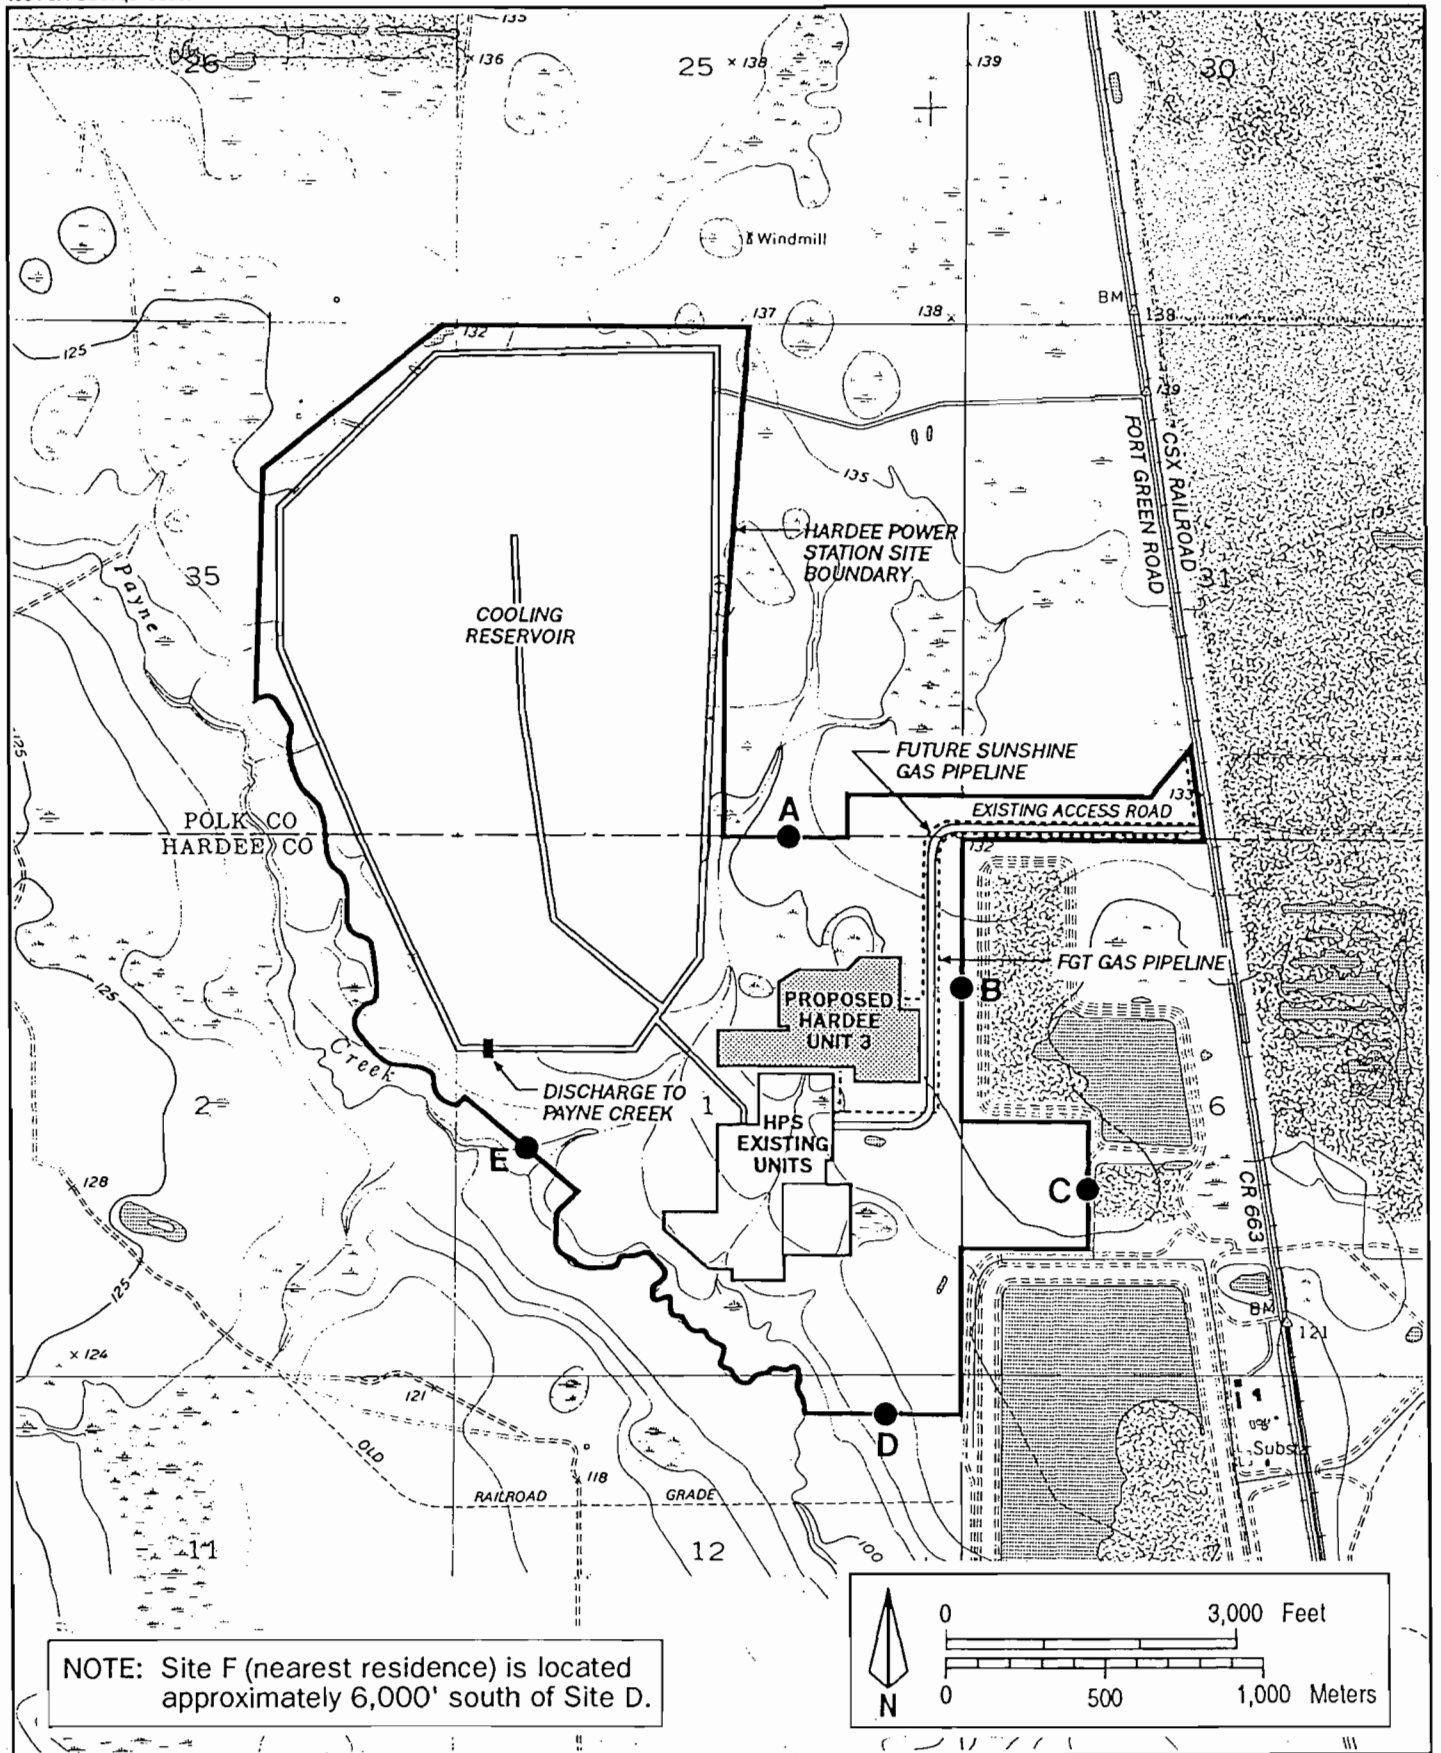 135
26
136
25
138
139
30
Windmill
137
138
BM
138
132
125
139
135
FORT GREEN ROAD
CSX RAILROAD
HARDEE POWER
STATION SITE
BOUNDARY
135
Payne
35
31
COOLING
RESERVOIR
125
FUTURE SUNSHINE
GAS PIPELINE
133
EXISTING ACCESS ROAD
A
POLK CO
HARDEE CO
132
FGT GAS PIPELINE
B
125
PROPOSED
HARDEE
UNIT 3
Creek
DISCHARGE TO
PAYNE CREEK
2
1
6
HPS
EXISTING
UNITS
E
C
128
CR 663
125
BM
121
124
121
D
OLD
RAILROAD
GRADE
118
Subst
11
12
100
NOTE: Site F (nearest residence) is located
approximately 6,000' south of Site D.
N
0 3,000 Feet
0 500 1,000 Meters